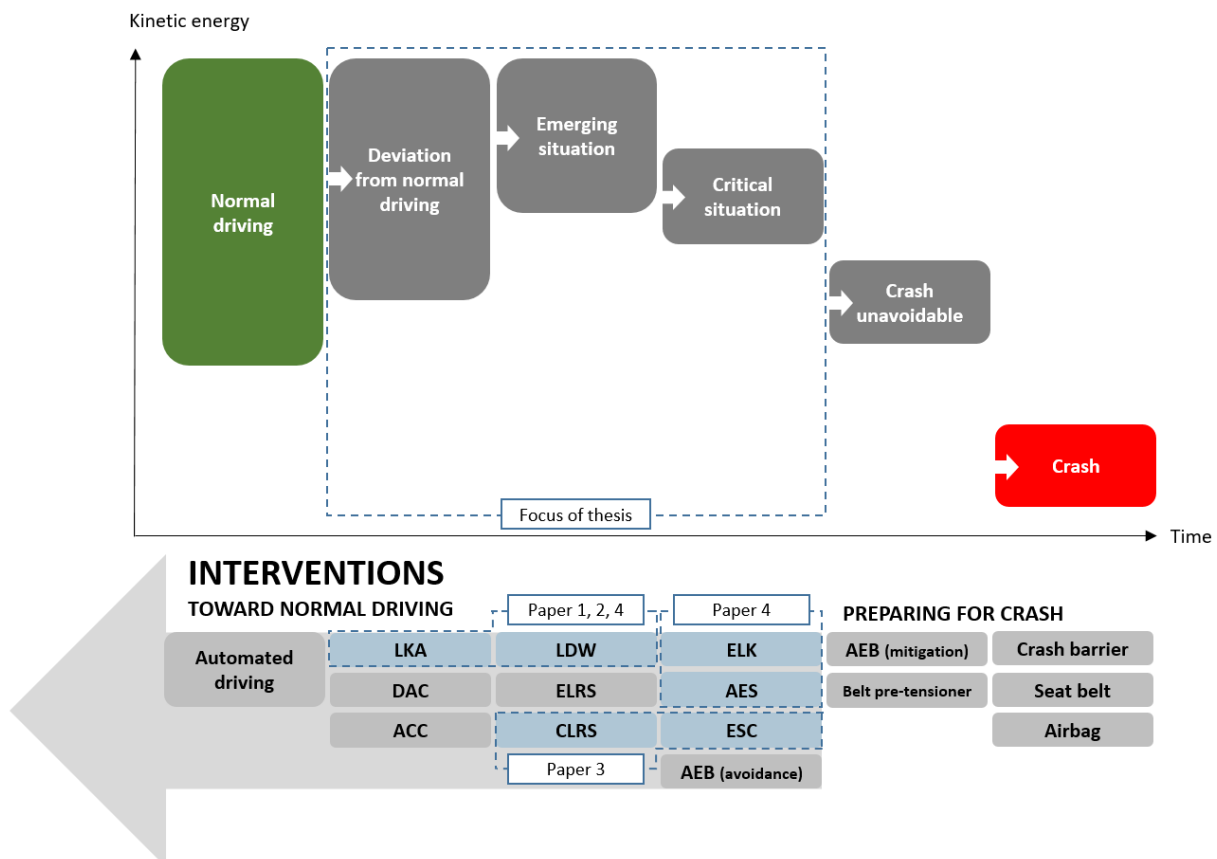 Kinetic energy
Normal
driving
Deviation
from normal
driving
Emerging
situation
Critical
situation
Crash
unavoidable
Crash
Focus of thesis
Time
INTERVENTIONS
TOWARD NORMAL DRIVING
Paper 1, 2, 4
Paper 4
PREPARING FOR CRASH
Automated
driving
LKA
LDW
ELK
AEB (mitigation)
Crash barrier
DAC
ELRS
AES
Belt pre-tensioner
Seat belt
ACC
CLRS
ESC
Airbag
Paper 3
AEB (avoidance)